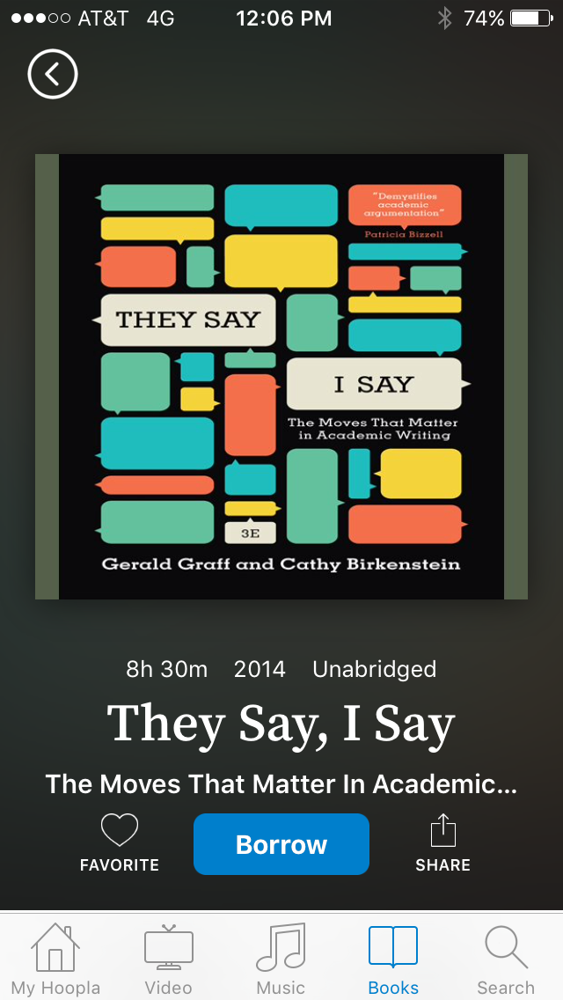 AT&T 4G 12:06 PM 74%
"Demystifies
academic
argumentation"
Patricia Bizzell
THEY SAY
I SAY
The Moves That Matter
in Academic Writing
3E
Gerald Graff and Cathy Birkenstein
8h 30m 2014 Unabridged
They Say, I Say
The Moves That Matter In Academic...
FAVORITE Borrow SHARE
My Hoopla Video Music Books Search